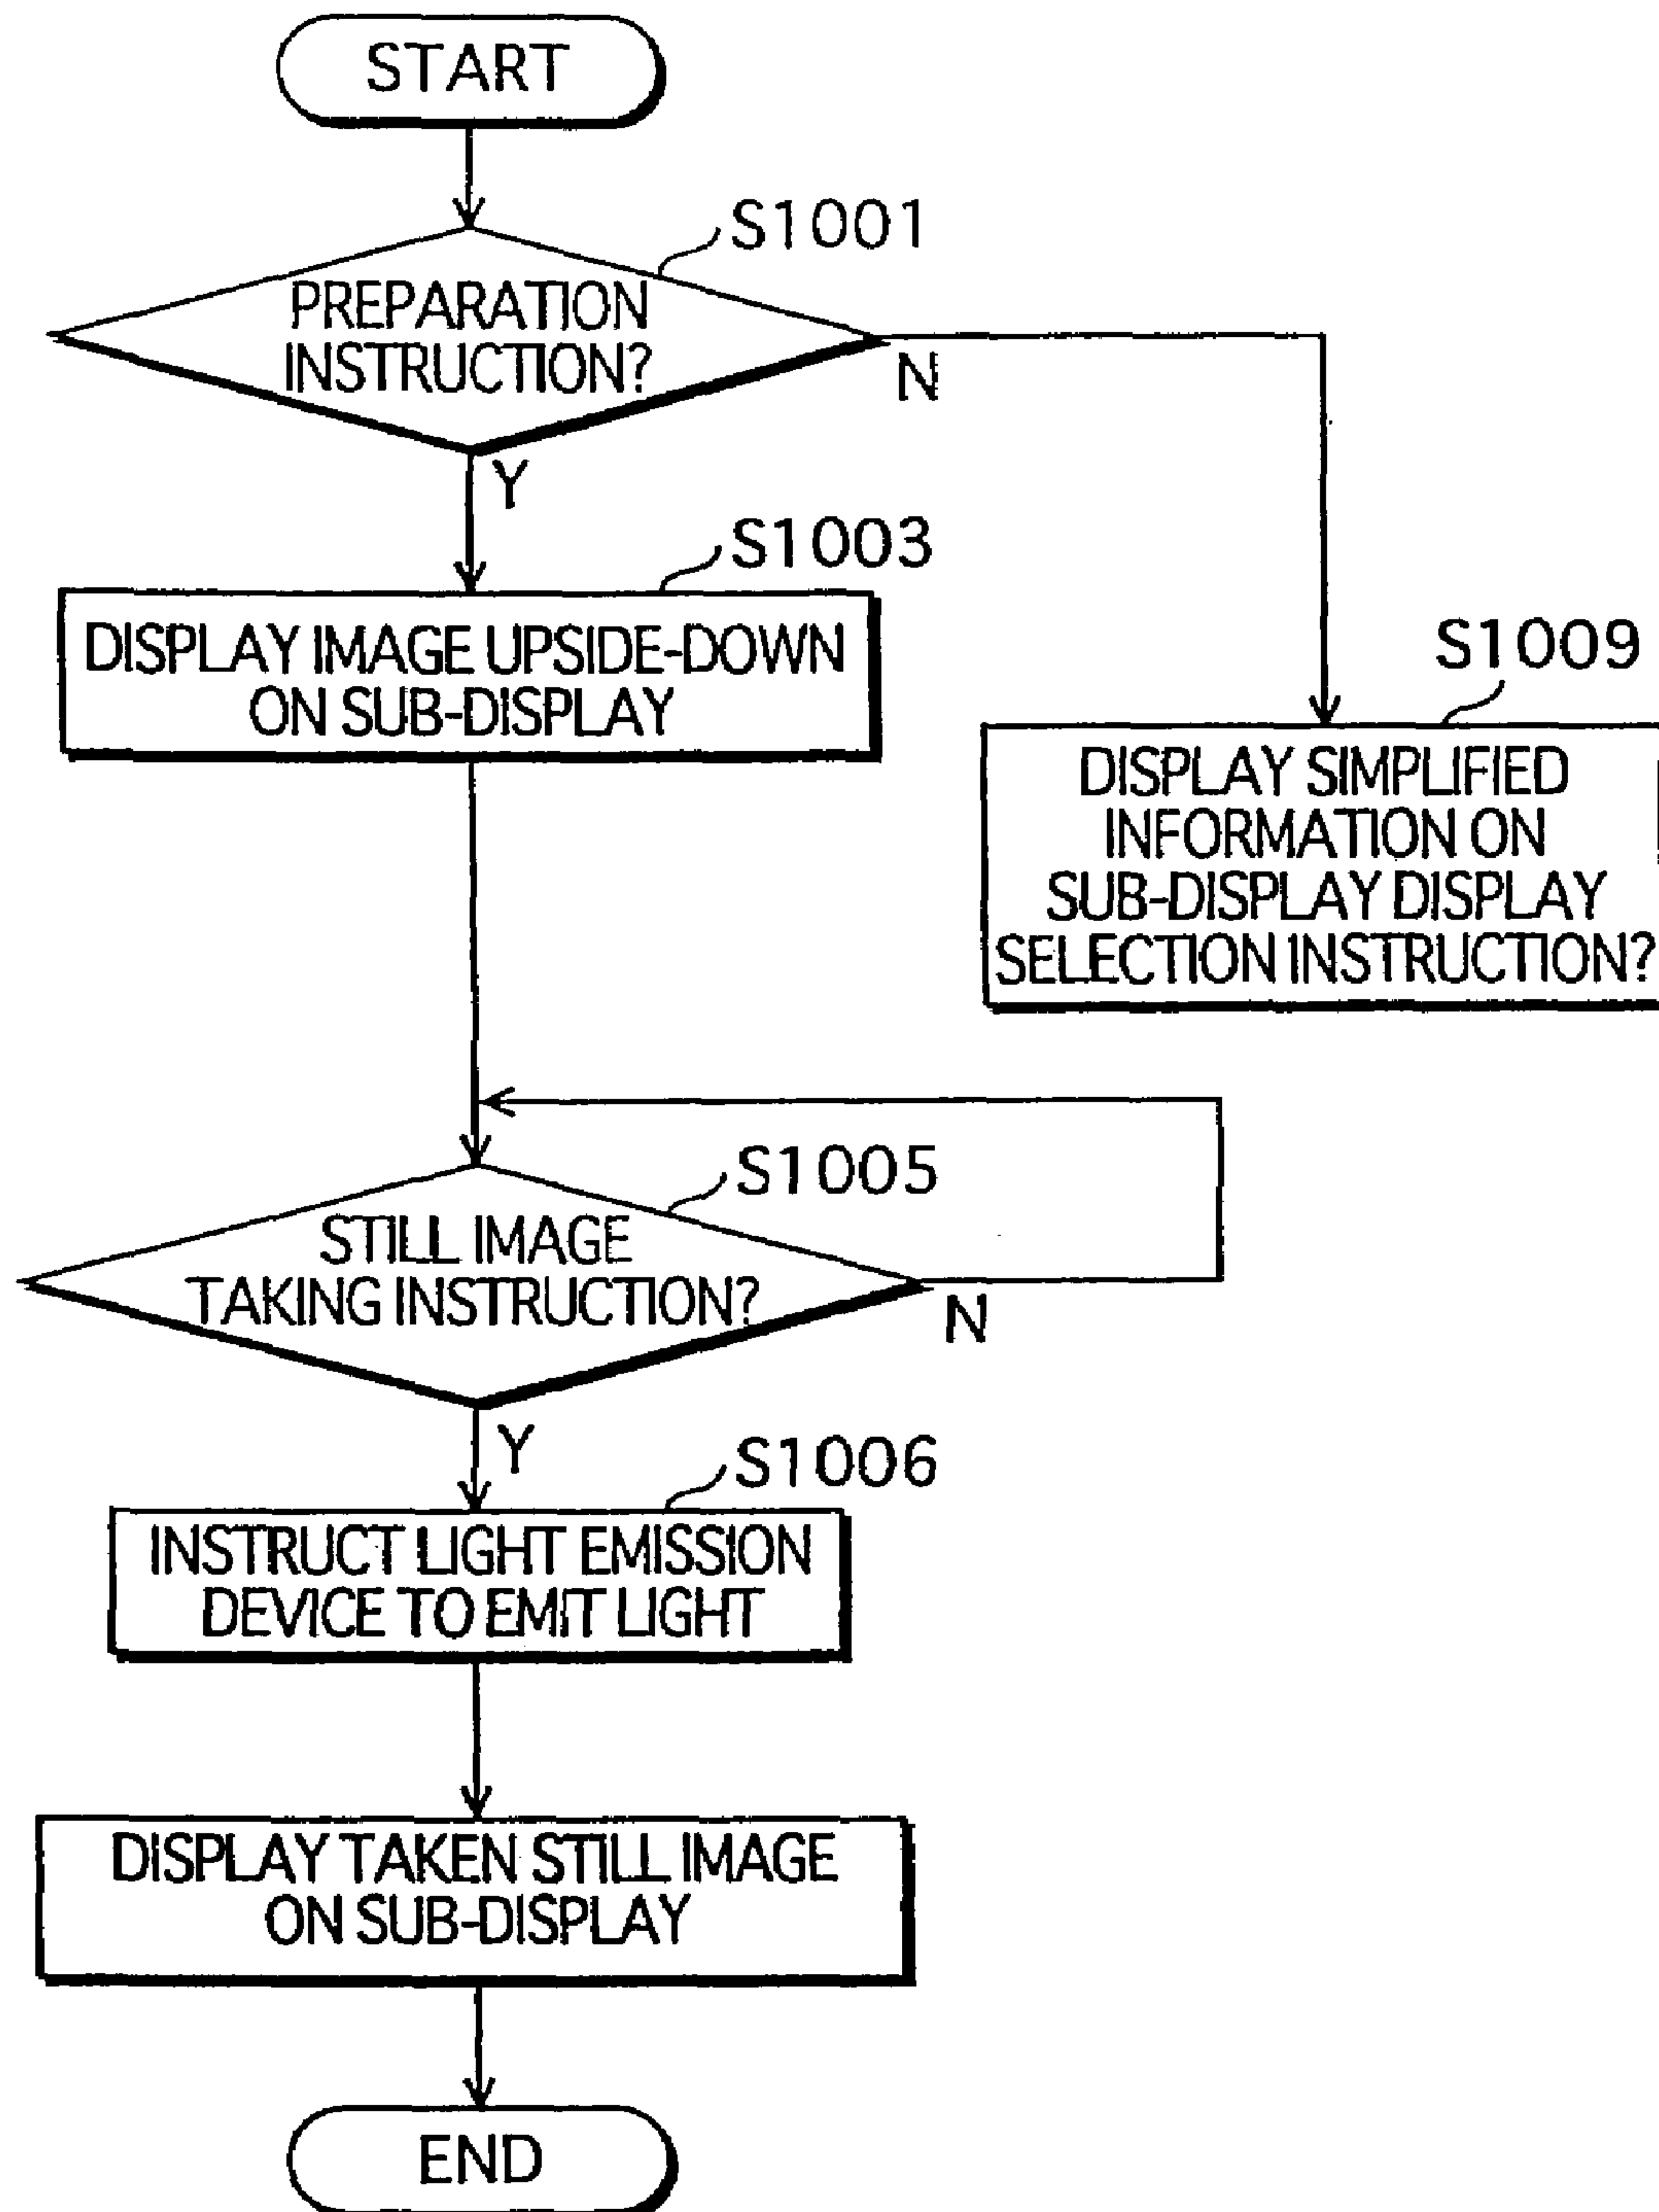 START
S1001
PREPARATION
INSTRUCTION?
N
Y
S1003
DISPLAY IMAGE UPSIDE-DOWN
ON SUB-DISPLAY
S1009
DISPLAY SIMPLIFIED
INFORMATION ON
SUB-DISPLAY DISPLAY
SELECTION INSTRUCTION?
S1005
STILL IMAGE
TAKING INSTRUCTION?
N
Y
S1006
INSTRUCT LIGHT EMISSION
DEVICE TO EMIT LIGHT
DISPLAY TAKEN STILL IMAGE
ON SUB-DISPLAY
END